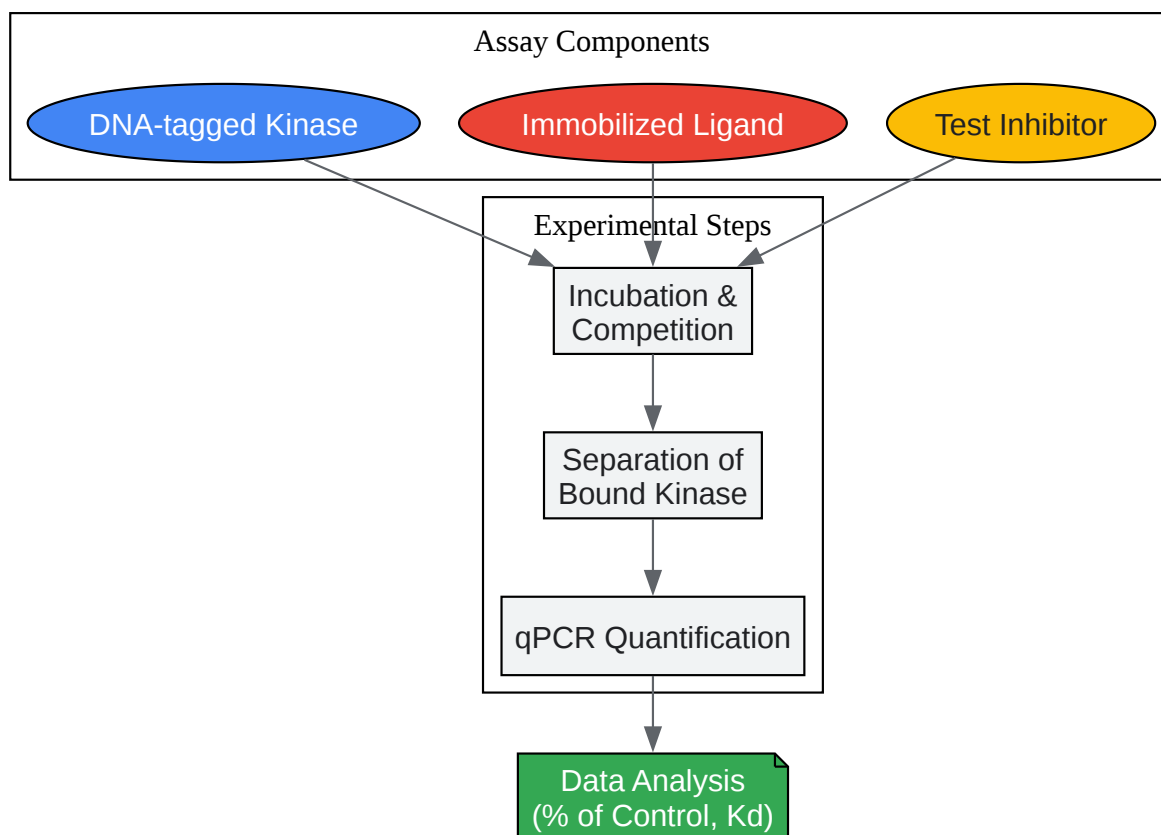 Assay Components
DNA-tagged Kinase
Immobilized Ligand
Test Inhibitor
Experimental Steps
Incubation &
Competition
Separation of
Bound Kinase
qPCR Quantification
Data Analysis
(% of Control, Kd)